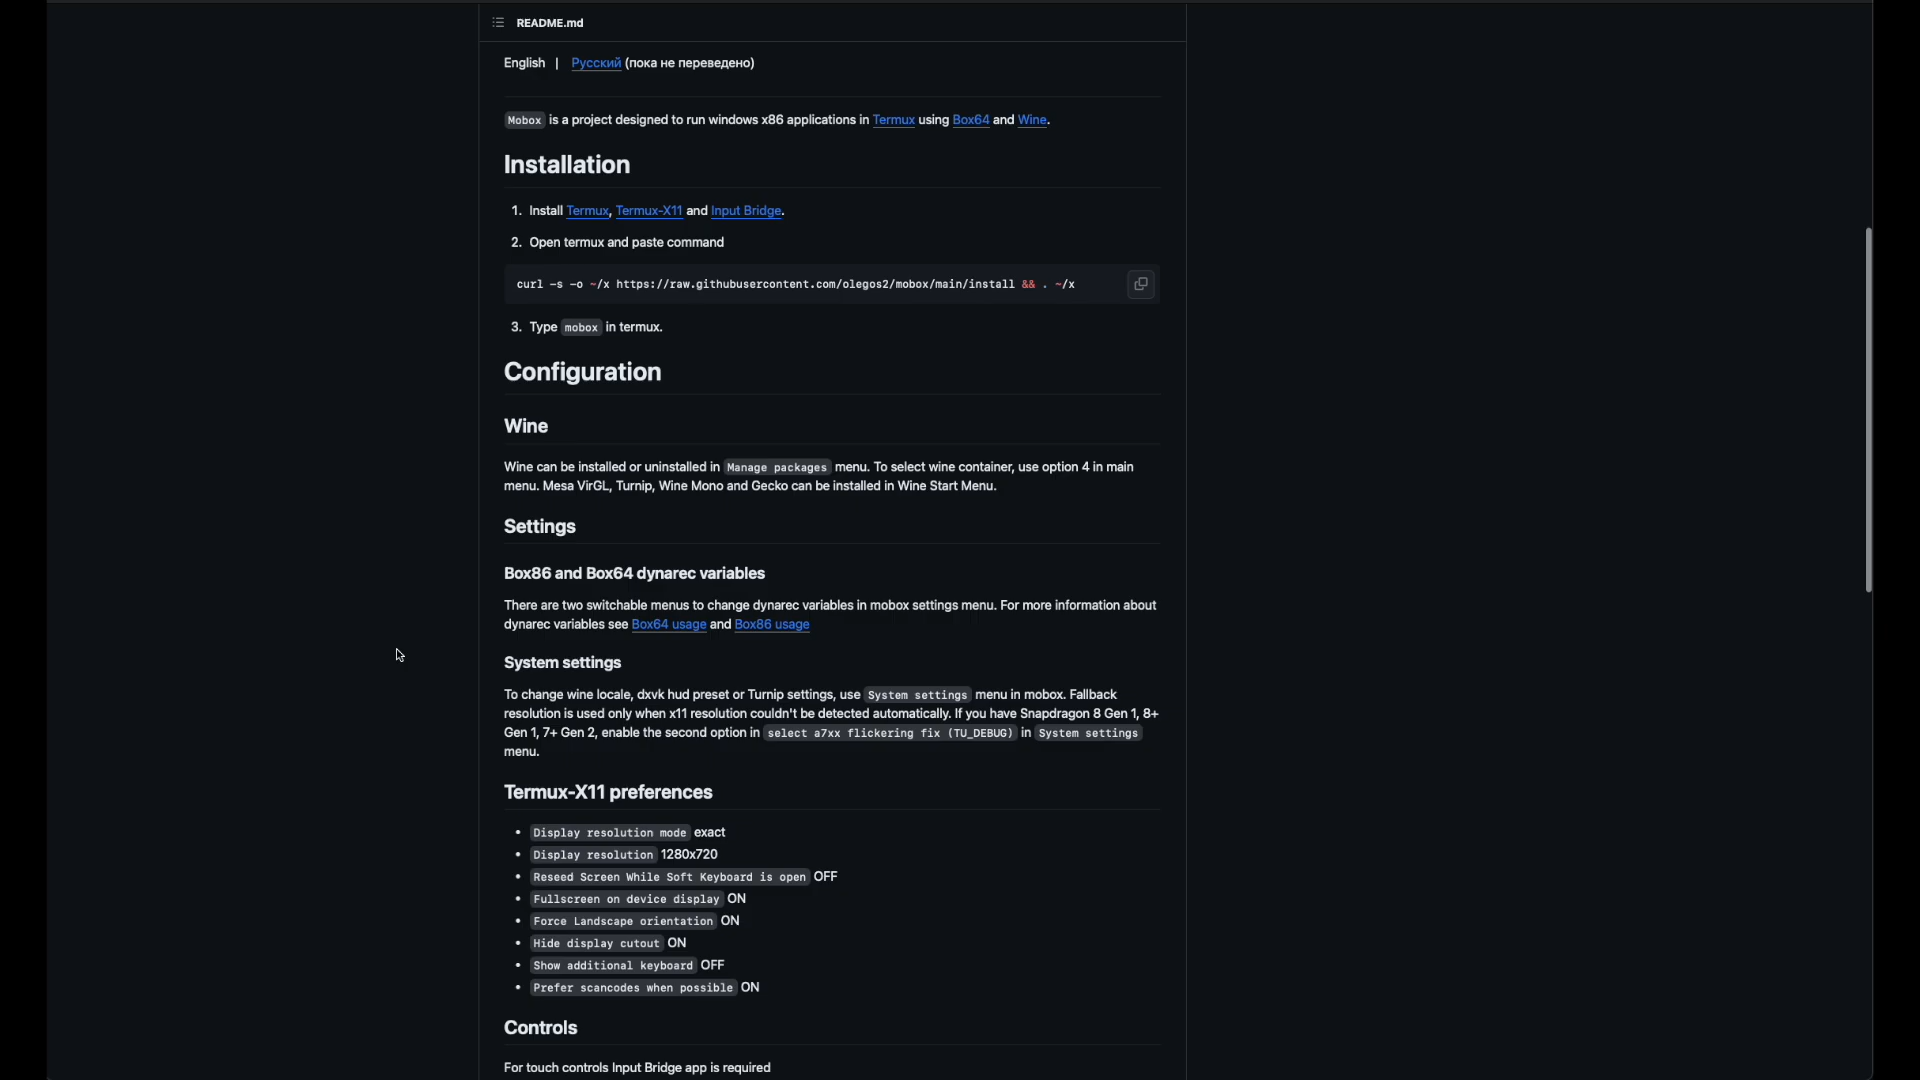 README.md
English | Русский (пока не переведено)
Mobox is a project designed to run windows x86 applications in Termux using Box64 and Wine.
Installation
1. Install Termux, Termux-X11 and Input Bridge.
2. Open termux and paste command
curl -s -o ~/x https://raw.githubusercontent.com/olegos2/mobox/main/install && . ~/x
3. Type mobox in termux.
Configuration
Wine
Wine can be installed or uninstalled in Manage packages menu. To select wine container, use option 4 in main
menu. Mesa VirGL, Turnip, Wine Mono and Gecko can be installed in Wine Start Menu.
Settings
Box86 and Box64 dynarec variables
There are two switchable menus to change dynarec variables in mobox settings menu. For more information about
dynarec variables see Box64 usage and Box86 usage
System settings
To change wine locale, dxvk hud preset or Turnip settings, use System settings menu in mobox. Fallback
resolution is used only when x11 resolution couldn't be detected automatically. If you have Snapdragon 8 Gen 1, 8+
Gen 1, 7+ Gen 2, enable the second option in select a7xx flickering fix (TU_DEBUG) in System settings
menu.
Termux-X11 preferences
• Display resolution mode exact
• Display resolution 1280x720
• Reseed Screen While Soft Keyboard is open OFF
• Fullscreen on device display ON
• Force Landscape orientation ON
• Hide display cutout ON
• Show additional keyboard OFF
• Prefer scancodes when possible ON
Controls
For touch controls Input Bridge app is required